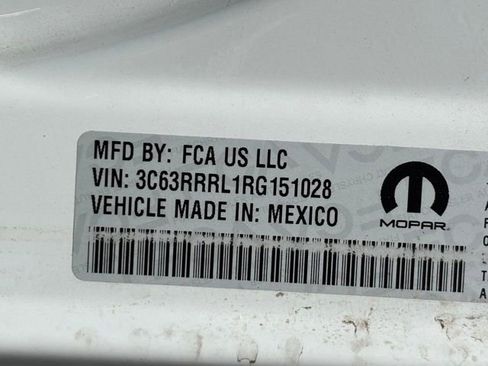 MFD BY: FCA US LLC
VIN: 3C63RRRL1RG151028
VEHICLE MADE IN: MEXICO
MOPAR